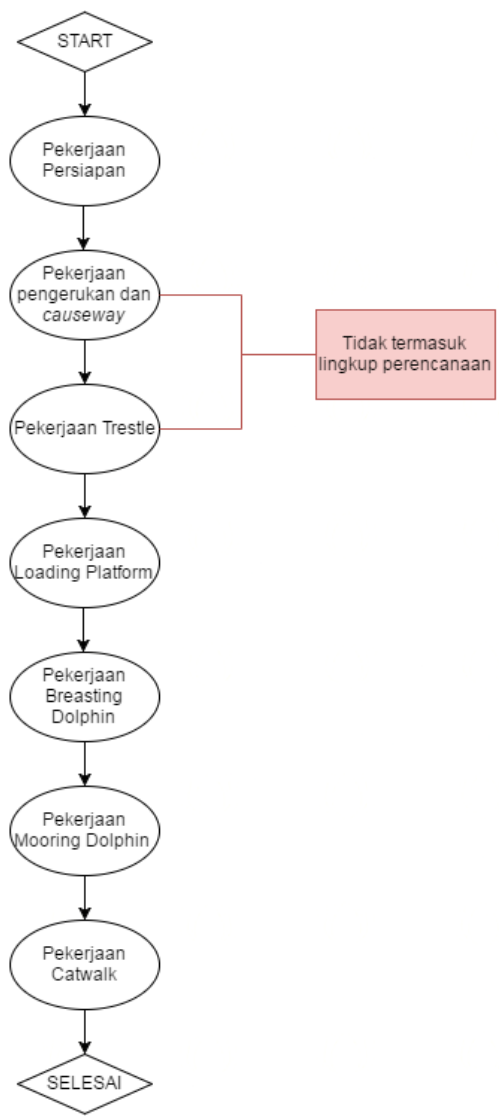 START
Pekerjaan
Persiapan
Pekerjaan
pengerukan dan
causeway
Tidak termasuk
lingkup perencanaan
Pekerjaan Trestle
Pekerjaan
Loading Platform
Pekerjaan
Breasting
Dolphin
Pekerjaan
Mooring Dolphin
Pekerjaan
Catwalk
SELESAI